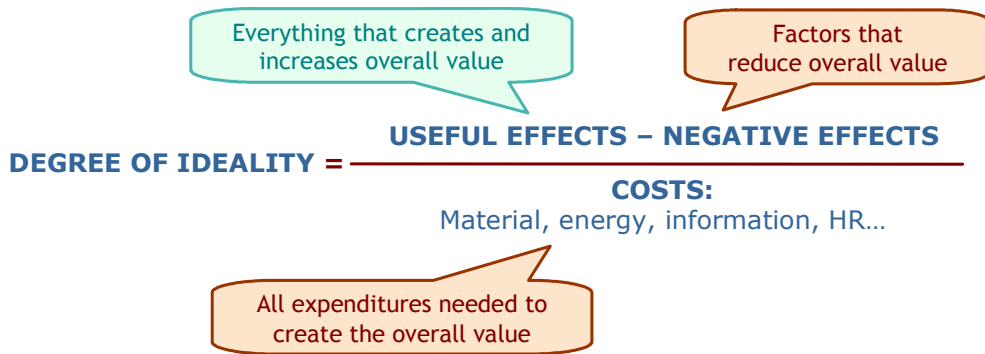 Everything that creates and
increases overall value
Factors that
reduce overall value
USEFUL EFFECTS – NEGATIVE EFFECTS
DEGREE OF IDEALITY =
COSTS:
Material, energy, information, HR…
All expenditures needed to
create the overall value